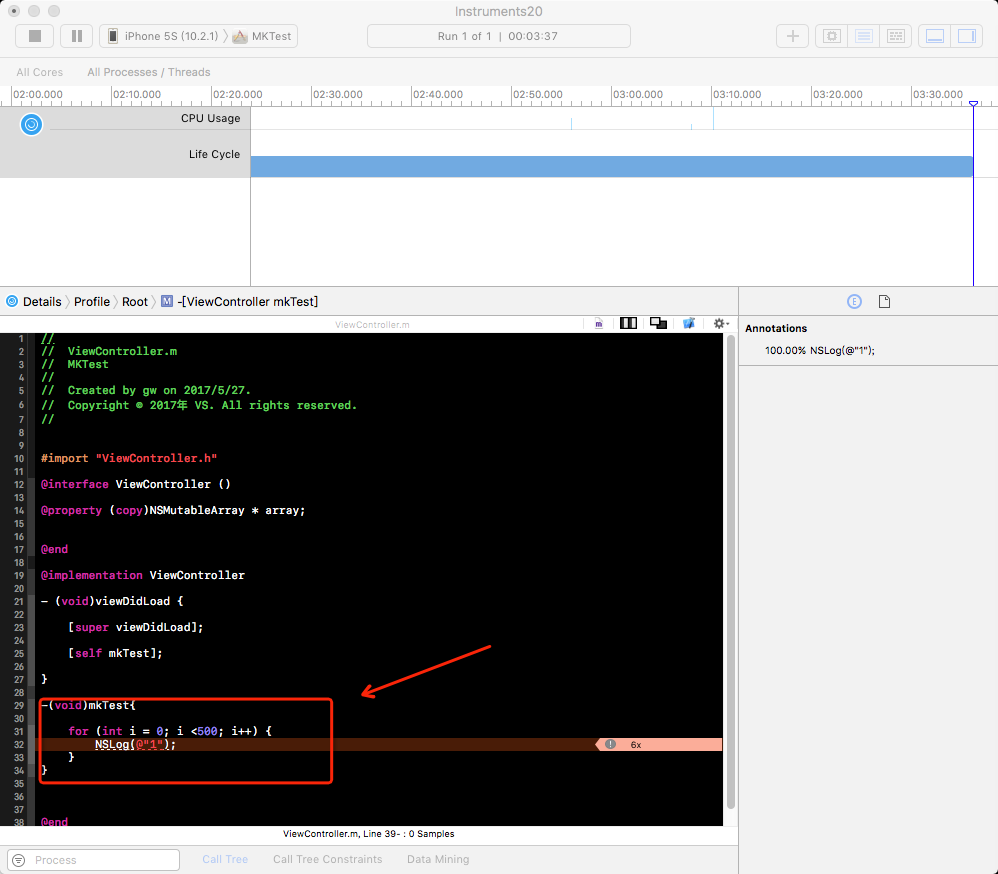 Instruments20
iPhone 5S (10.2.1) MKTest
Run 1 of 1 | 00:03:37
All Cores All Processes / Threads
02:00.000 02:10.000 02:20.000 02:30.000 02:40.000 02:50.000 03:00.000 03:10.000 03:20.000 03:30.000
CPU Usage
Life Cycle
Details Profile Root M -[ViewController mkTest]
E
ViewController.m
m
Annotations
100.00% NSLog(@"1");
1 //
2 // ViewController.m
3 // MKTest
4 //
5 // Created by gw on 2017/5/27.
6 // Copyright © 2017年 VS. All rights reserved.
7 //
8
9
10 #import "ViewController.h"
11
12 @interface ViewController ()
13
14 @property (copy)NSMutableArray * array;
15
16
17 @end
18
19 @implementation ViewController
20
21 - (void)viewDidLoad {
22
23 [super viewDidLoad];
24
25 [self mkTest];
26
27 }
28
29 -(void)mkTest{
30
31 for (int i = 0; i <500; i++) {
32 NSLog(@"1"); ! 6x
33 }
34 }
35
36
37
38 @end
ViewController.m, Line 39- : 0 Samples
Process Call Tree Call Tree Constraints Data Mining